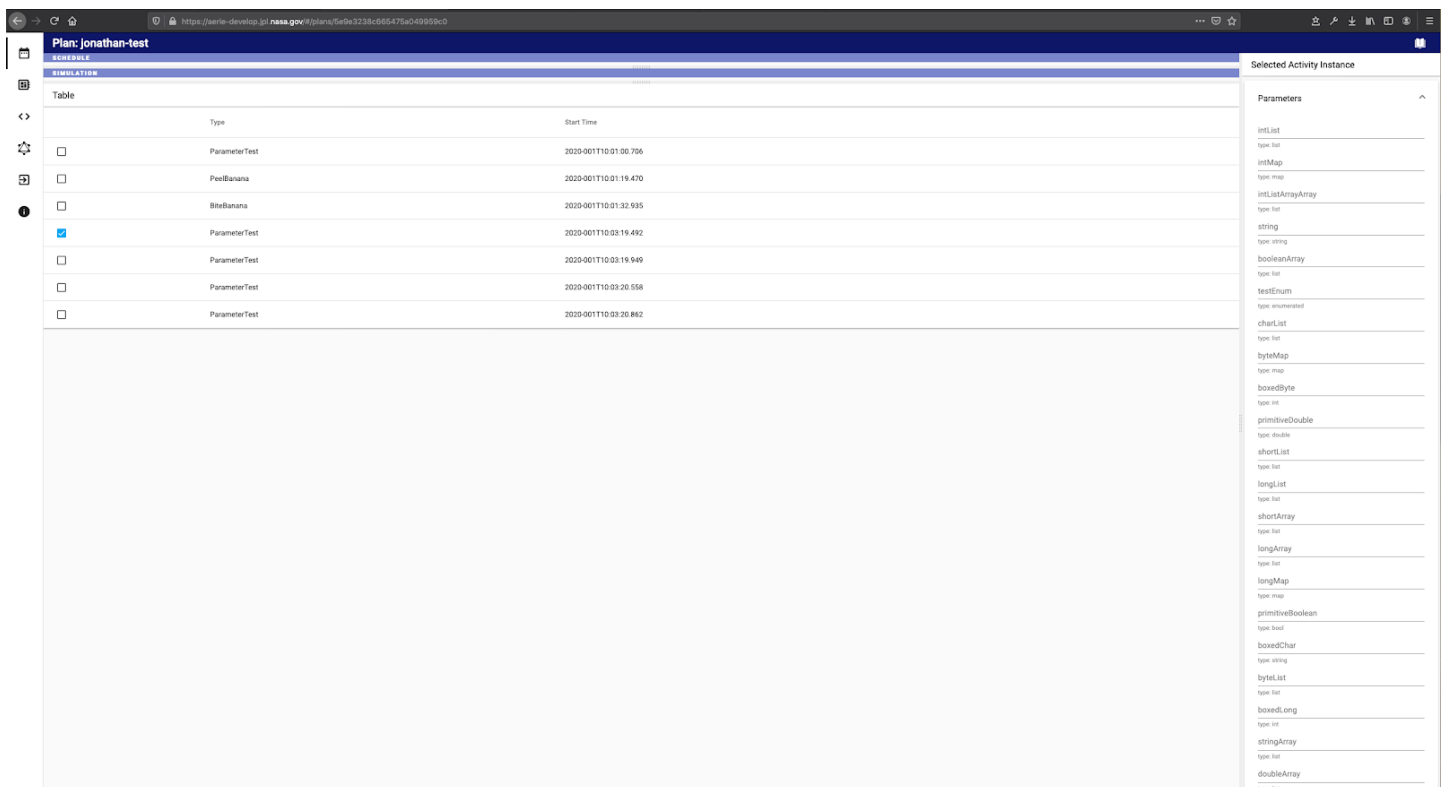 https://aerie-develop.jpl.nasa.gov/#/plans/5e9e3238c665475a049959c0
Plan: jonathan-test
SCHEDULE
SIMULATION
Table
Type Start Time
ParameterTest 2020-001T10:01:00.706
PeelBanana 2020-001T10:01:19.470
BiteBanana 2020-001T10:01:32.935
ParameterTest 2020-001T10:03:19.492
ParameterTest 2020-001T10:03:19.949
ParameterTest 2020-001T10:03:20.558
ParameterTest 2020-001T10:03:20.862
Selected Activity Instance
Parameters
intList
type: list
intMap
type: map
intListArrayArray
type: list
string
type: string
booleanArray
type: list
testEnum
type: enumerated
charList
type: list
byteMap
type: map
boxedByte
type: int
primitiveDouble
type: double
shortList
type: list
longList
type: list
shortArray
type: list
longArray
type: list
longMap
type: map
primitiveBoolean
type: bool
boxedChar
type: string
byteList
type: list
boxedLong
type: int
stringArray
type: list
doubleArray